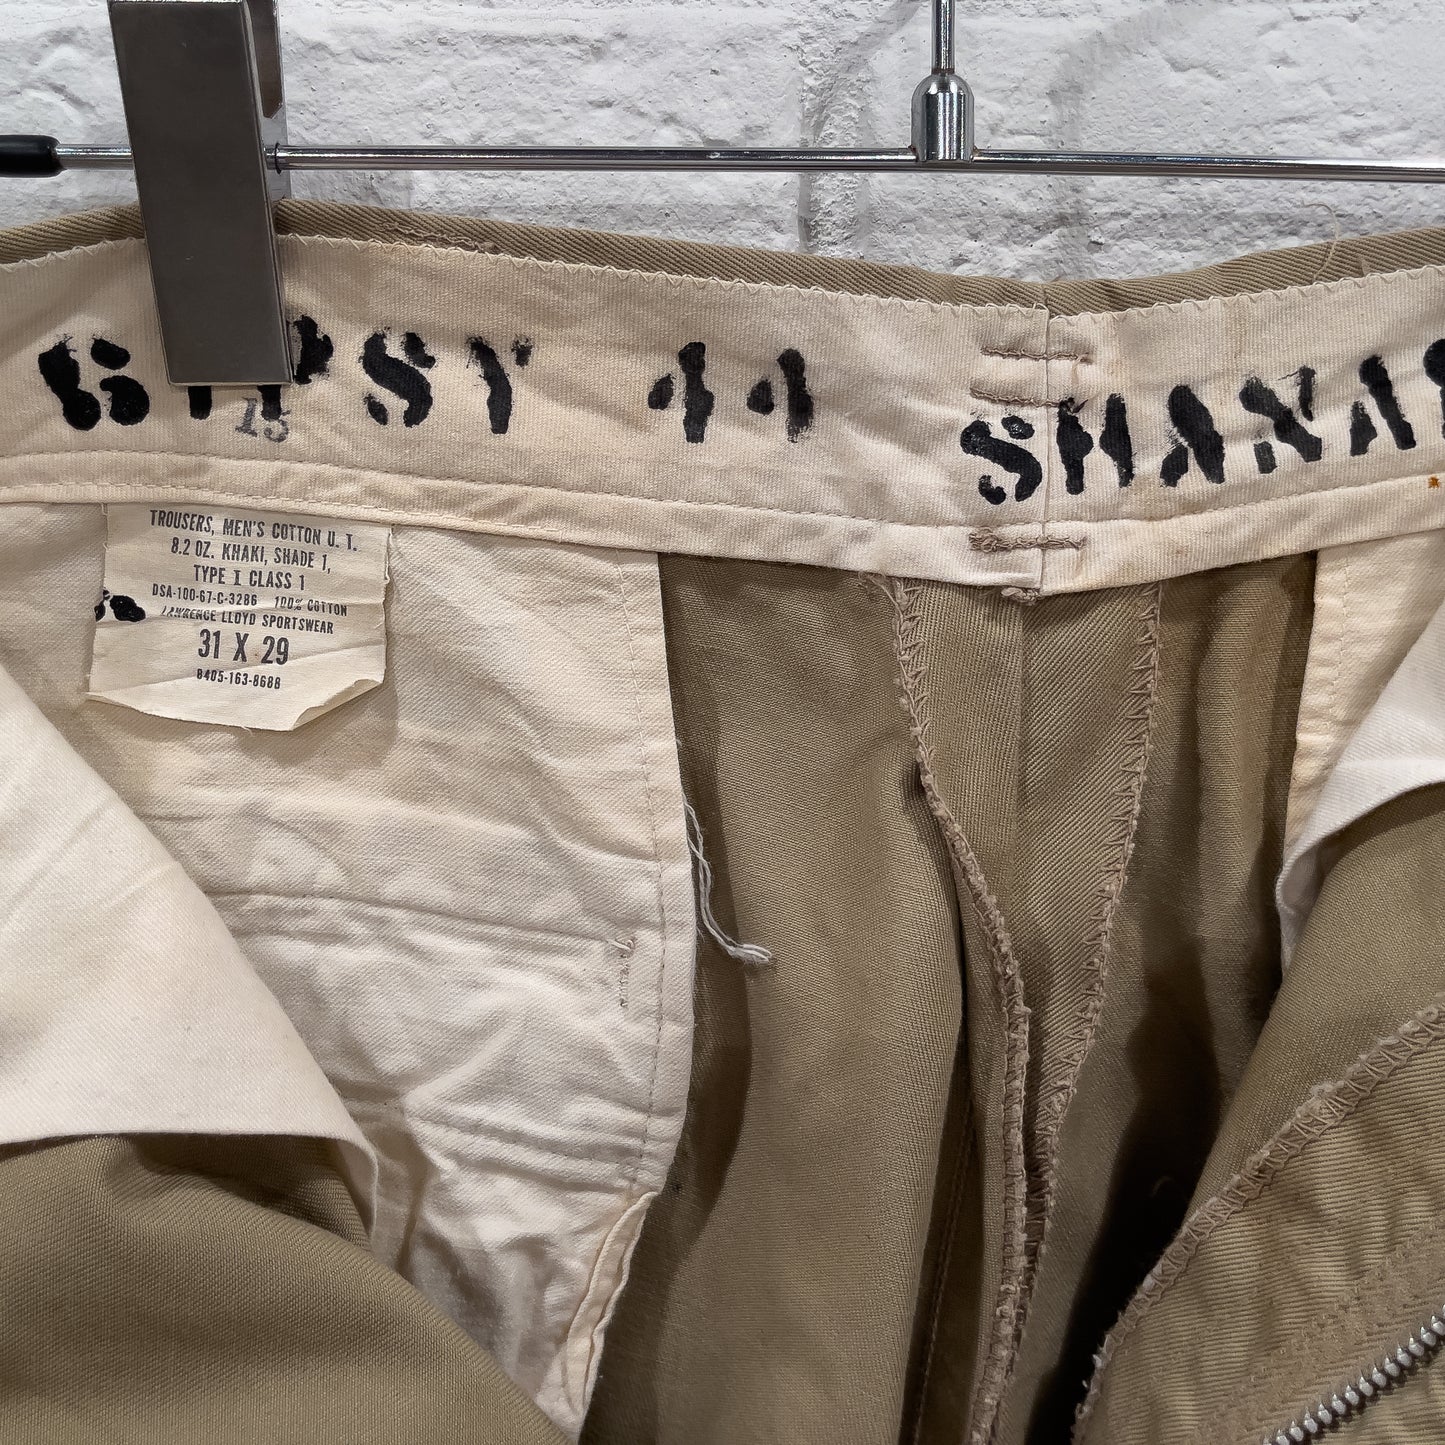 GYPSY 44
15
TROUSERS, MEN'S COTTON U. T.
8.2 OZ. KHAKI, SHADE 1,
TYPE I CLASS 1
DSA-100-67-C-3286 100% COTTON
LAWRENCE LLOYD SPORTSWEAR
31 X 29
8405-163-8688